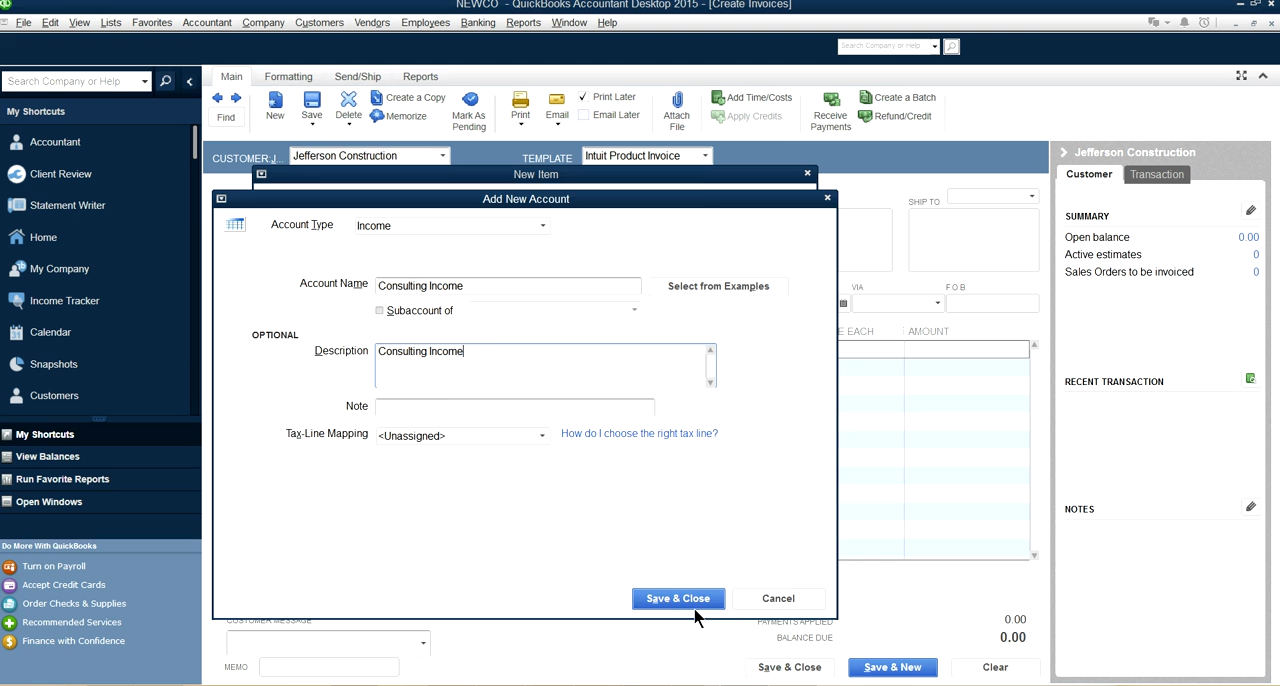 NEWCO - QuickBooks Accountant Desktop 2015 - [Create Invoices]
File Edit View Lists Favorites Accountant Company Customers Vendors Employees Banking Reports Window Help
Search Company or Help
Search Company or Help
Main Formatting Send/Ship Reports
Find
New
Save
Delete
Create a Copy
Memorize
Mark As
Pending
Print
Email
Print Later
Email Later
Attach
File
Add Time/Costs
Apply Credits
Receive
Payments
Create a Batch
Refund/Credit
My Shortcuts
Accountant
Client Review
Statement Writer
Home
My Company
Income Tracker
Calendar
Snapshots
Customers
My Shortcuts
View Balances
Run Favorite Reports
Open Windows
Do More With QuickBooks
Turn on Payroll
Accept Credit Cards
Order Checks & Supplies
Recommended Services
Finance with Confidence
CUSTOMER:J... Jefferson Construction
TEMPLATE Intuit Product Invoice
New Item
Add New Account
Account Type Income
Account Name Consulting Income
Select from Examples
Subaccount of
OPTIONAL
Description Consulting Income
Note
Tax-Line Mapping <Unassigned>
How do I choose the right tax line?
Save & Close Cancel
SHIP TO
VIA
F O B
E EACH AMOUNT
CUSTOMER MESSAGE
PAYMENTS APPLIED 0.00
BALANCE DUE 0.00
MEMO
Save & Close Save & New Clear
Jefferson Construction
Customer Transaction
SUMMARY
Open balance 0.00
Active estimates 0
Sales Orders to be invoiced 0
RECENT TRANSACTION
NOTES